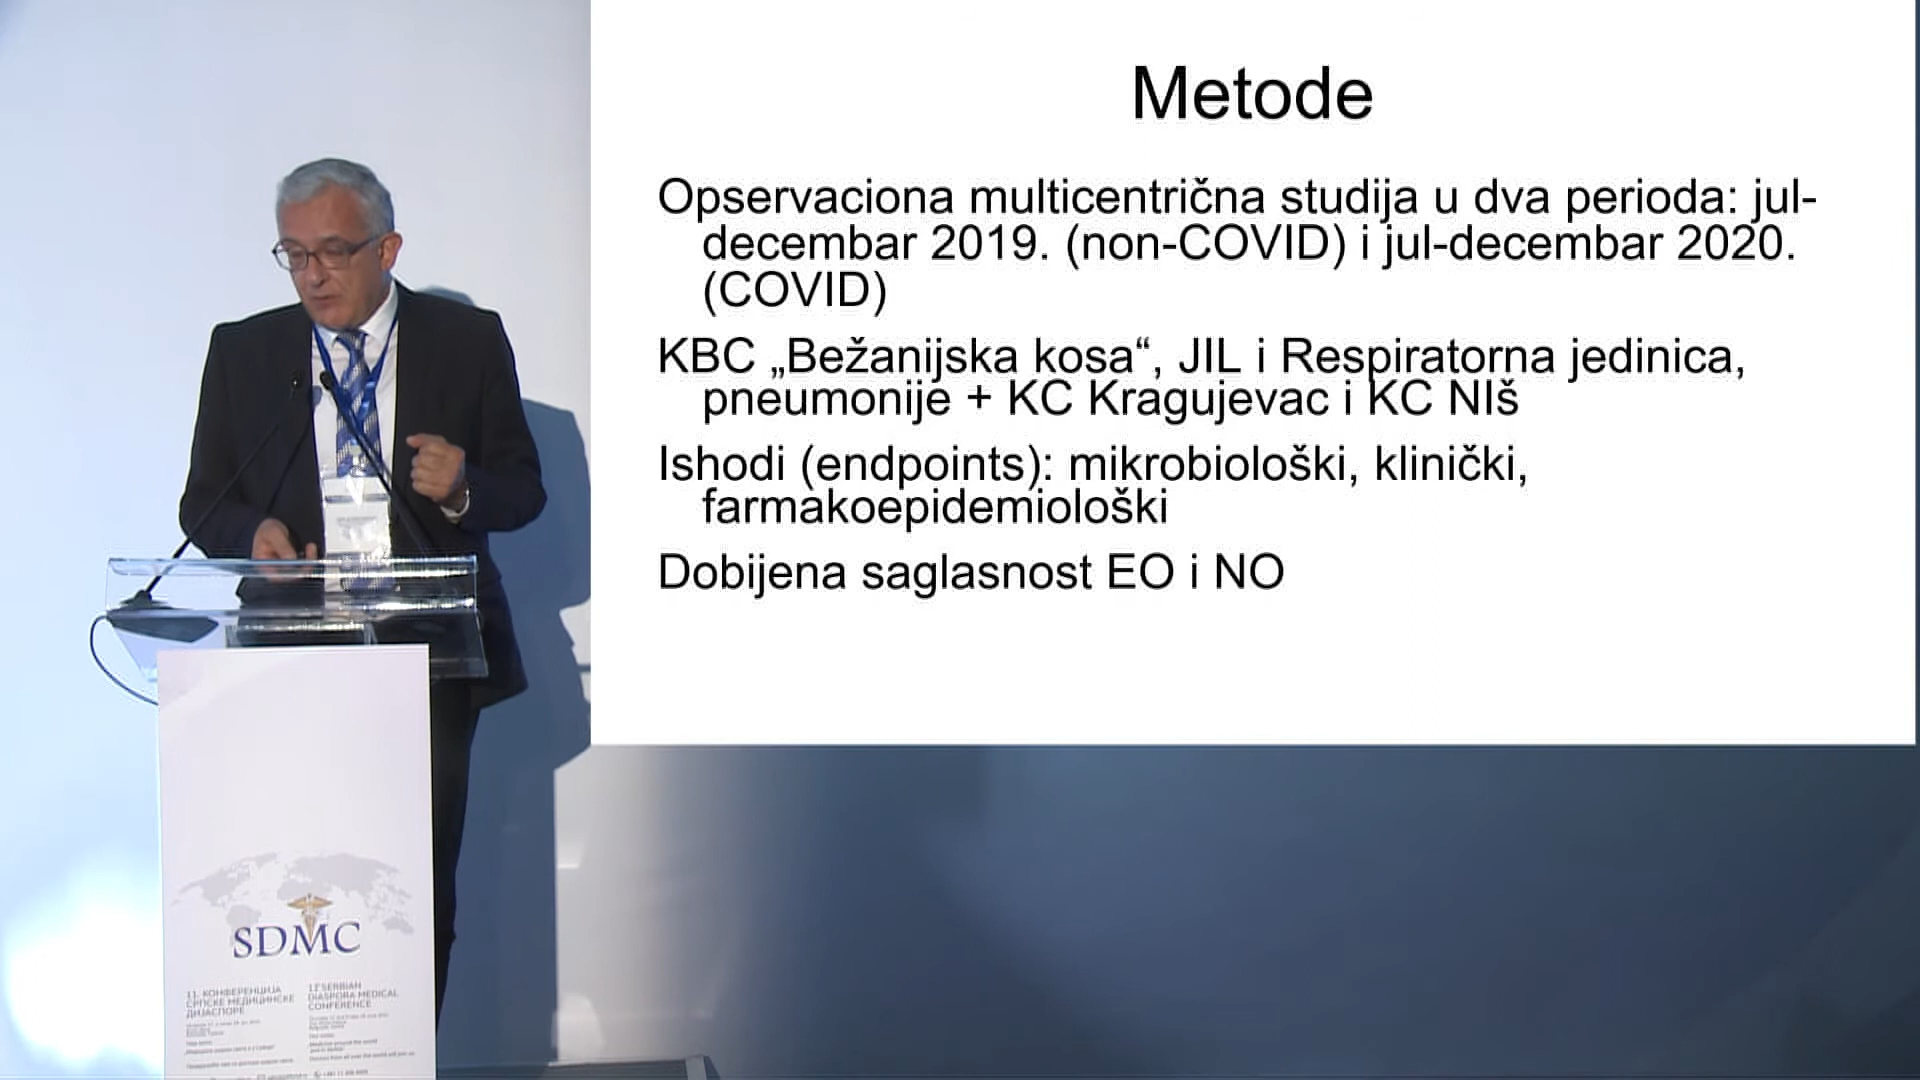 Metode
Opservaciona multicentrična studija u dva perioda: jul-
decembar 2019. (non-COVID) i jul-decembar 2020.
(COVID)
KBC „Bežanijska kosa“, JIL i Respiratorna jedinica,
pneumonije + KC Kragujevac i KC NIš
Ishodi (endpoints): mikrobiološki, klinički,
farmakoepidemiološki
Dobijena saglasnost EO i NO
SDMC
11. КОНФЕРЕНЦИЈА
СРПСКЕ МЕДИЦИНСКЕ
ДИЈАСПОРЕ
SERBIAN
DIASPORA MEDICAL
CONFERENCE